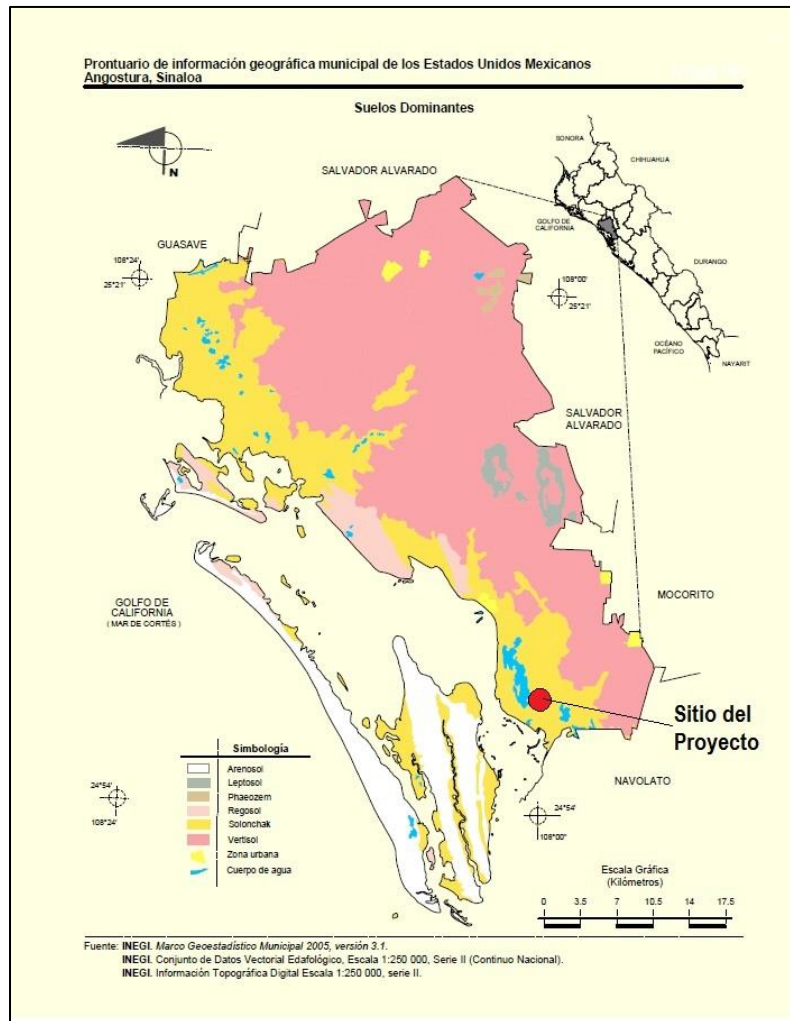 Prontuario de información geográfica municipal de los Estados Unidos Mexicanos
Angostura, Sinaloa
Suelos Dominantes
N
SONORA
CHIHUAHUA
GOLFO DE
CALIFORNIA
DURANGO
OCÉANO
PACÍFICO
NAYARIT
SALVADOR ALVARADO
GUASAVE
108°24'
25°21'
108°00'
25°21'
SALVADOR
ALVARADO
MOCORITO
GOLFO DE
CALIFORNIA
( MAR DE CORTÉS )
Sitio del
Proyecto
NAVOLATO
Simbología
Arenosol
Leptosol
Phaeozem
Regosol
Solonchak
Vertisol
Zona urbana
Cuerpo de agua
24°54'
108°24'
24°54'
108°00'
Escala Gráfica
(Kilómetros)
0 3.5 7 10.5 14 17.5
Fuente: INEGI. Marco Geoestadístico Municipal 2005, versión 3.1.
INEGI. Conjunto de Datos Vectorial Edafológico, Escala 1:250 000, Serie II (Continuo Nacional).
INEGI. Información Topográfica Digital Escala 1:250 000, serie II.